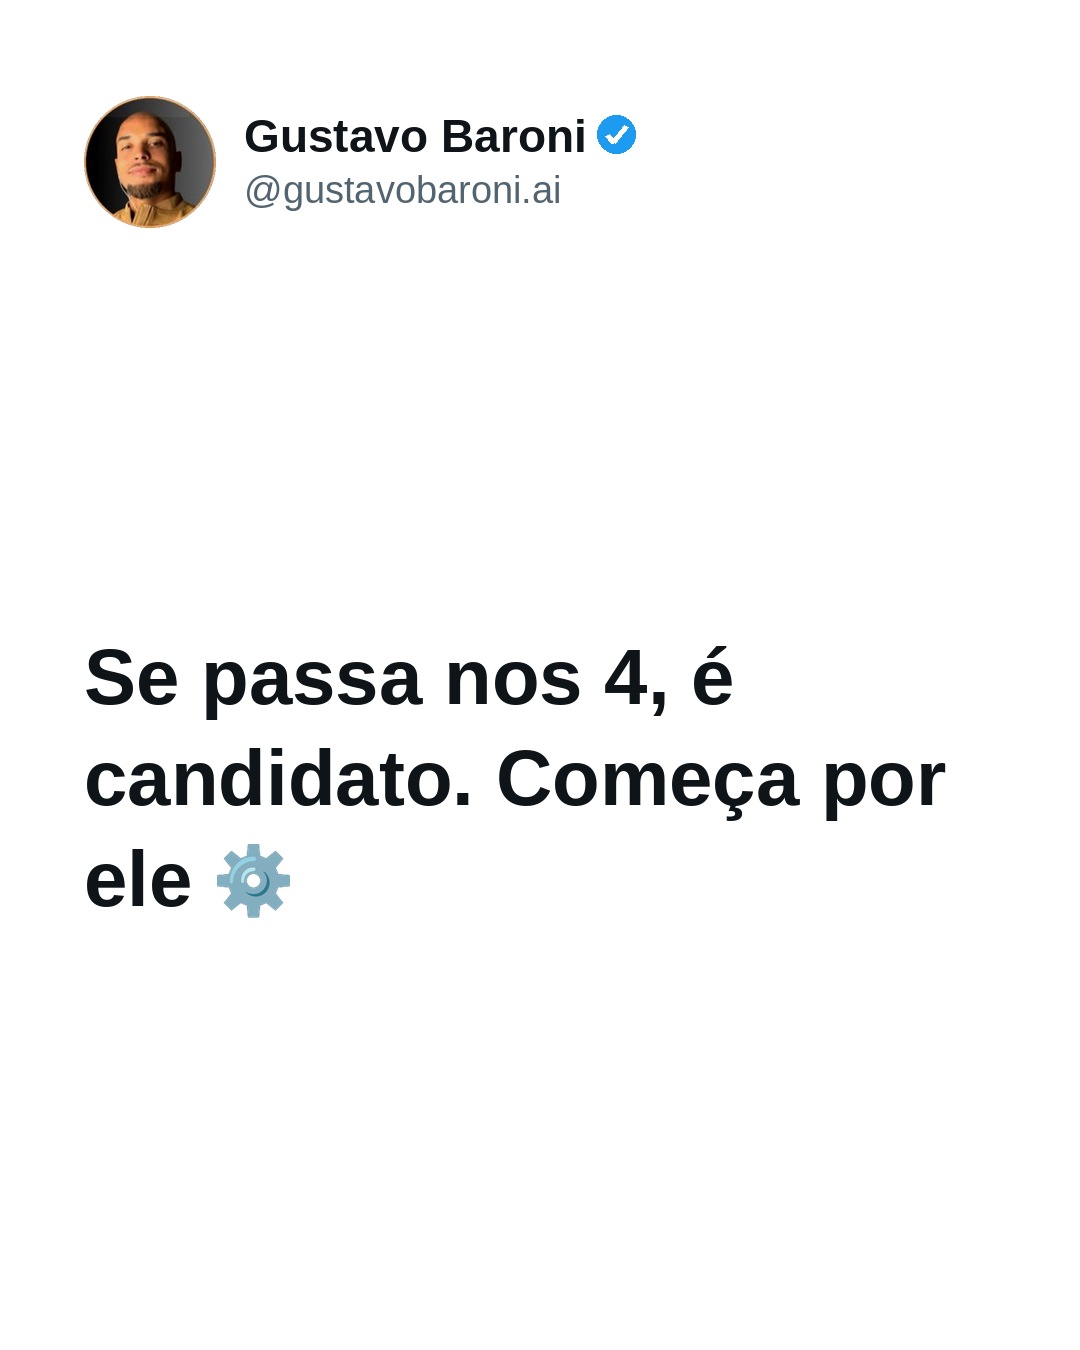 Gustavo Baroni
@gustavobaroni.ai
Se passa nos 4, é
candidato. Começa por
ele ⚙️